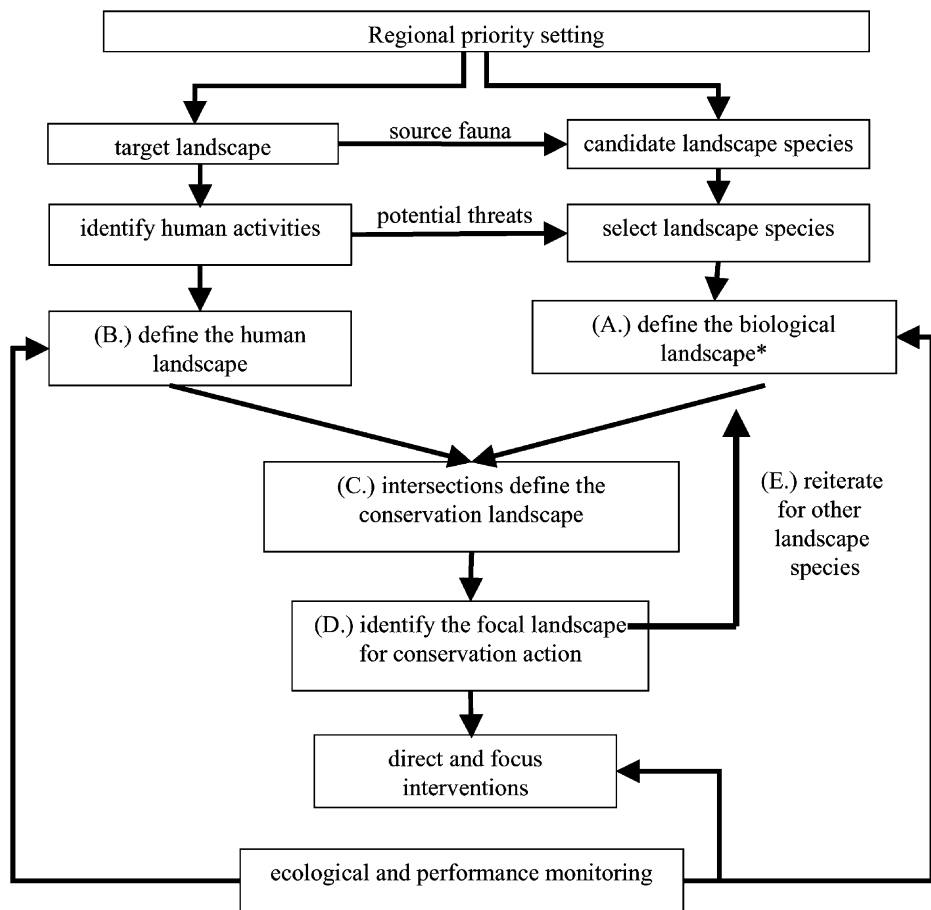 Regional priority setting
target landscape
source fauna
candidate landscape species
identify human activities
potential threats
select landscape species
(B.) define the human
landscape
(A.) define the biological
landscape*
(C.) intersections define the
conservation landscape
(E.) reiterate
for other
landscape
species
(D.) identify the focal landscape
for conservation action
direct and focus
interventions
ecological and performance monitoring